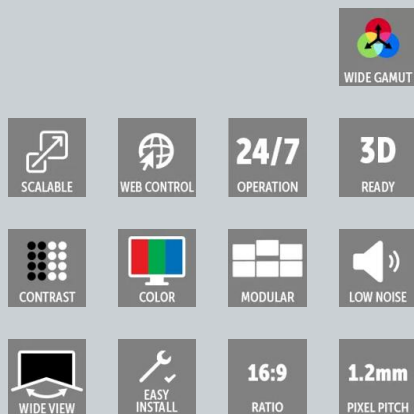 WIDE GAMUT
SCALABLE
WEB CONTROL
24/7
OPERATION
3D
READY
CONTRAST
COLOR
MODULAR
LOW NOISE
WIDE VIEW
EASY
INSTALL
16:9
RATIO
1.2mm
PIXEL PITCH